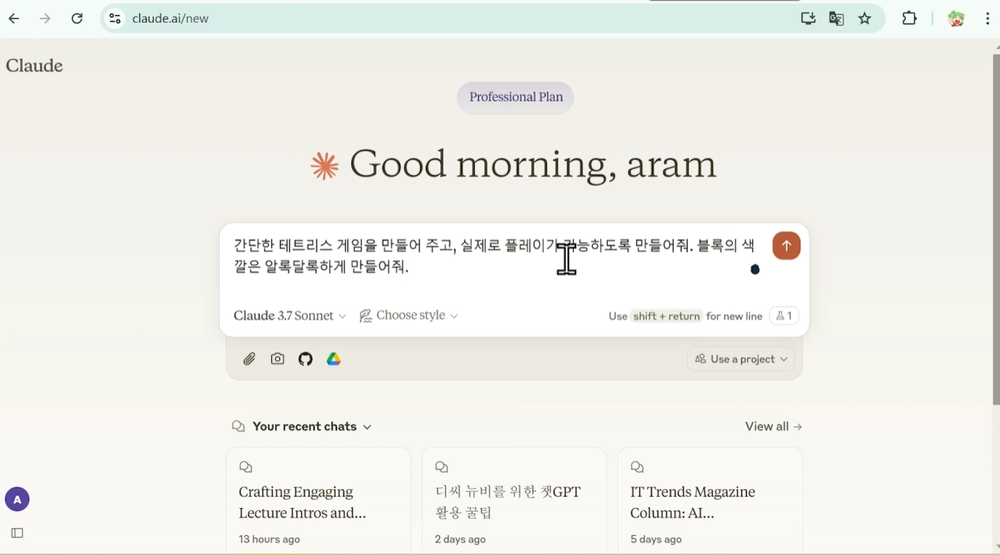 claude.ai/new
Claude
Professional Plan
Good morning, aram
간단한 테트리스 게임을 만들어 주고, 실제로 플레이가 가능하도록 만들어줘. 블록의 색
깔은 알록달록하게 만들어줘.
Claude 3.7 Sonnet
Choose style
Use shift + return for new line
1
Use a project
Your recent chats
View all →
Crafting Engaging
Lecture Intros and...
13 hours ago
디씨 뉴비를 위한 챗GPT
활용 꿀팁
2 days ago
IT Trends Magazine
Column: AI...
5 days ago
A